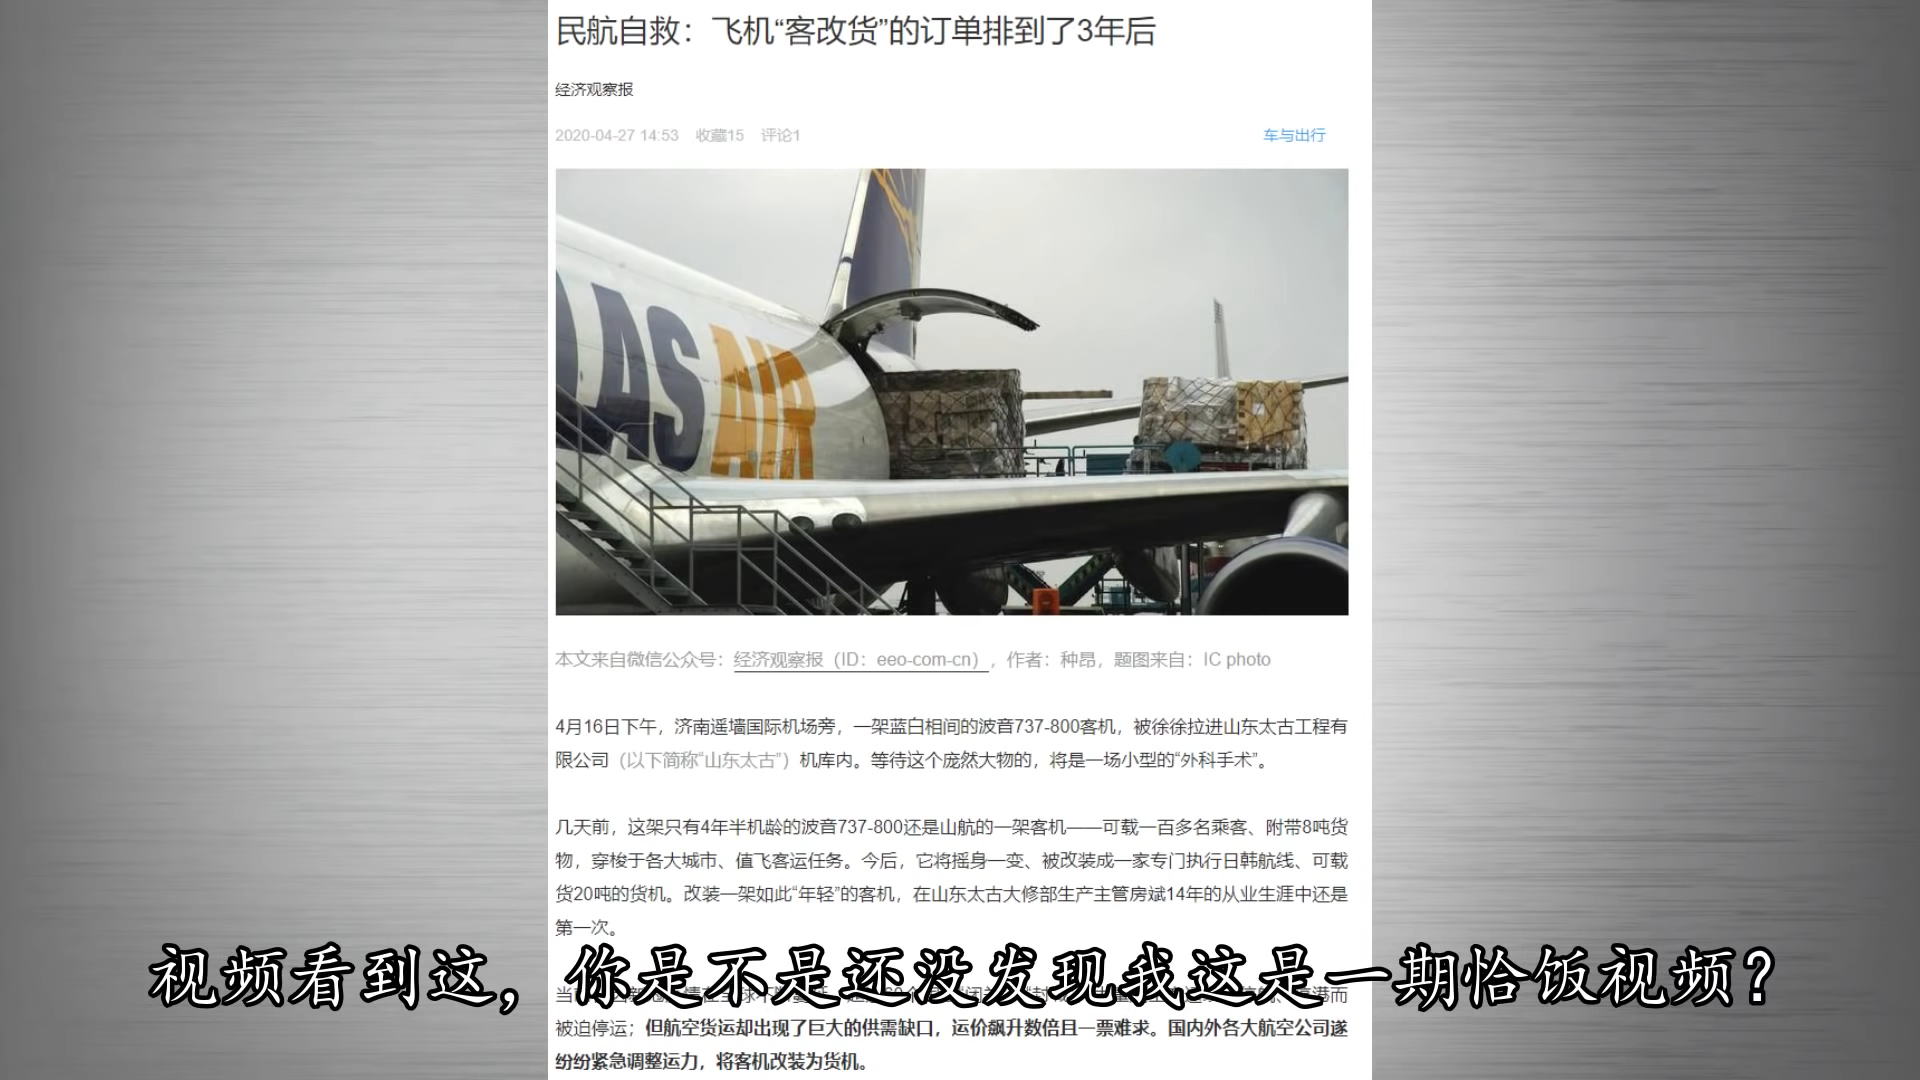 民航自救：飞机“客改货”的订单排到了3年后
经济观察报
2020-04-27 14:53 收藏15 评论1
车与出行
LAS AIR
本文来自微信公众号：经济观察报（ID：eeo-com-cn），作者：种昂，题图来自：IC photo
4月16日下午，济南遥墙国际机场旁，一架蓝白相间的波音737-800客机，被徐徐拉进山东太古工程有
限公司（以下简称“山东太古”）机库内。等待这个庞然大物的，将是一场小型的“外科手术”。
几天前，这架只有4年半机龄的波音737-800还是山航的一架客机——可载一百多名乘客、附带8吨货
物，穿梭于各大城市、值飞客运任务。今后，它将摇身一变、被改装成一家专门执行日韩航线、可载
货20吨的货机。改装一架如此“年轻”的客机，在山东太古大修部生产主管房斌14年的从业生涯中还是
第一次。
视频看到这，你是不是还没发现我这是一期恰饭视频？
被迫停运；但航空货运却出现了巨大的供需缺口，运价飙升数倍且一票难求。国内外各大航空公司遂
纷纷紧急调整运力，将客机改装为货机。